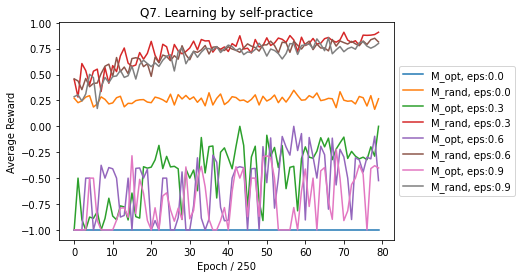 Q7. Learning by self-practice
1.00
0.75
0.50
0.25
0.00
−0.25
−0.50
−0.75
−1.00
Average Reward
0 10 20 30 40 50 60 70 80
Epoch / 250
M_opt, eps:0.0
M_rand, eps:0.0
M_opt, eps:0.3
M_rand, eps:0.3
M_opt, eps:0.6
M_rand, eps:0.6
M_opt, eps:0.9
M_rand, eps:0.9